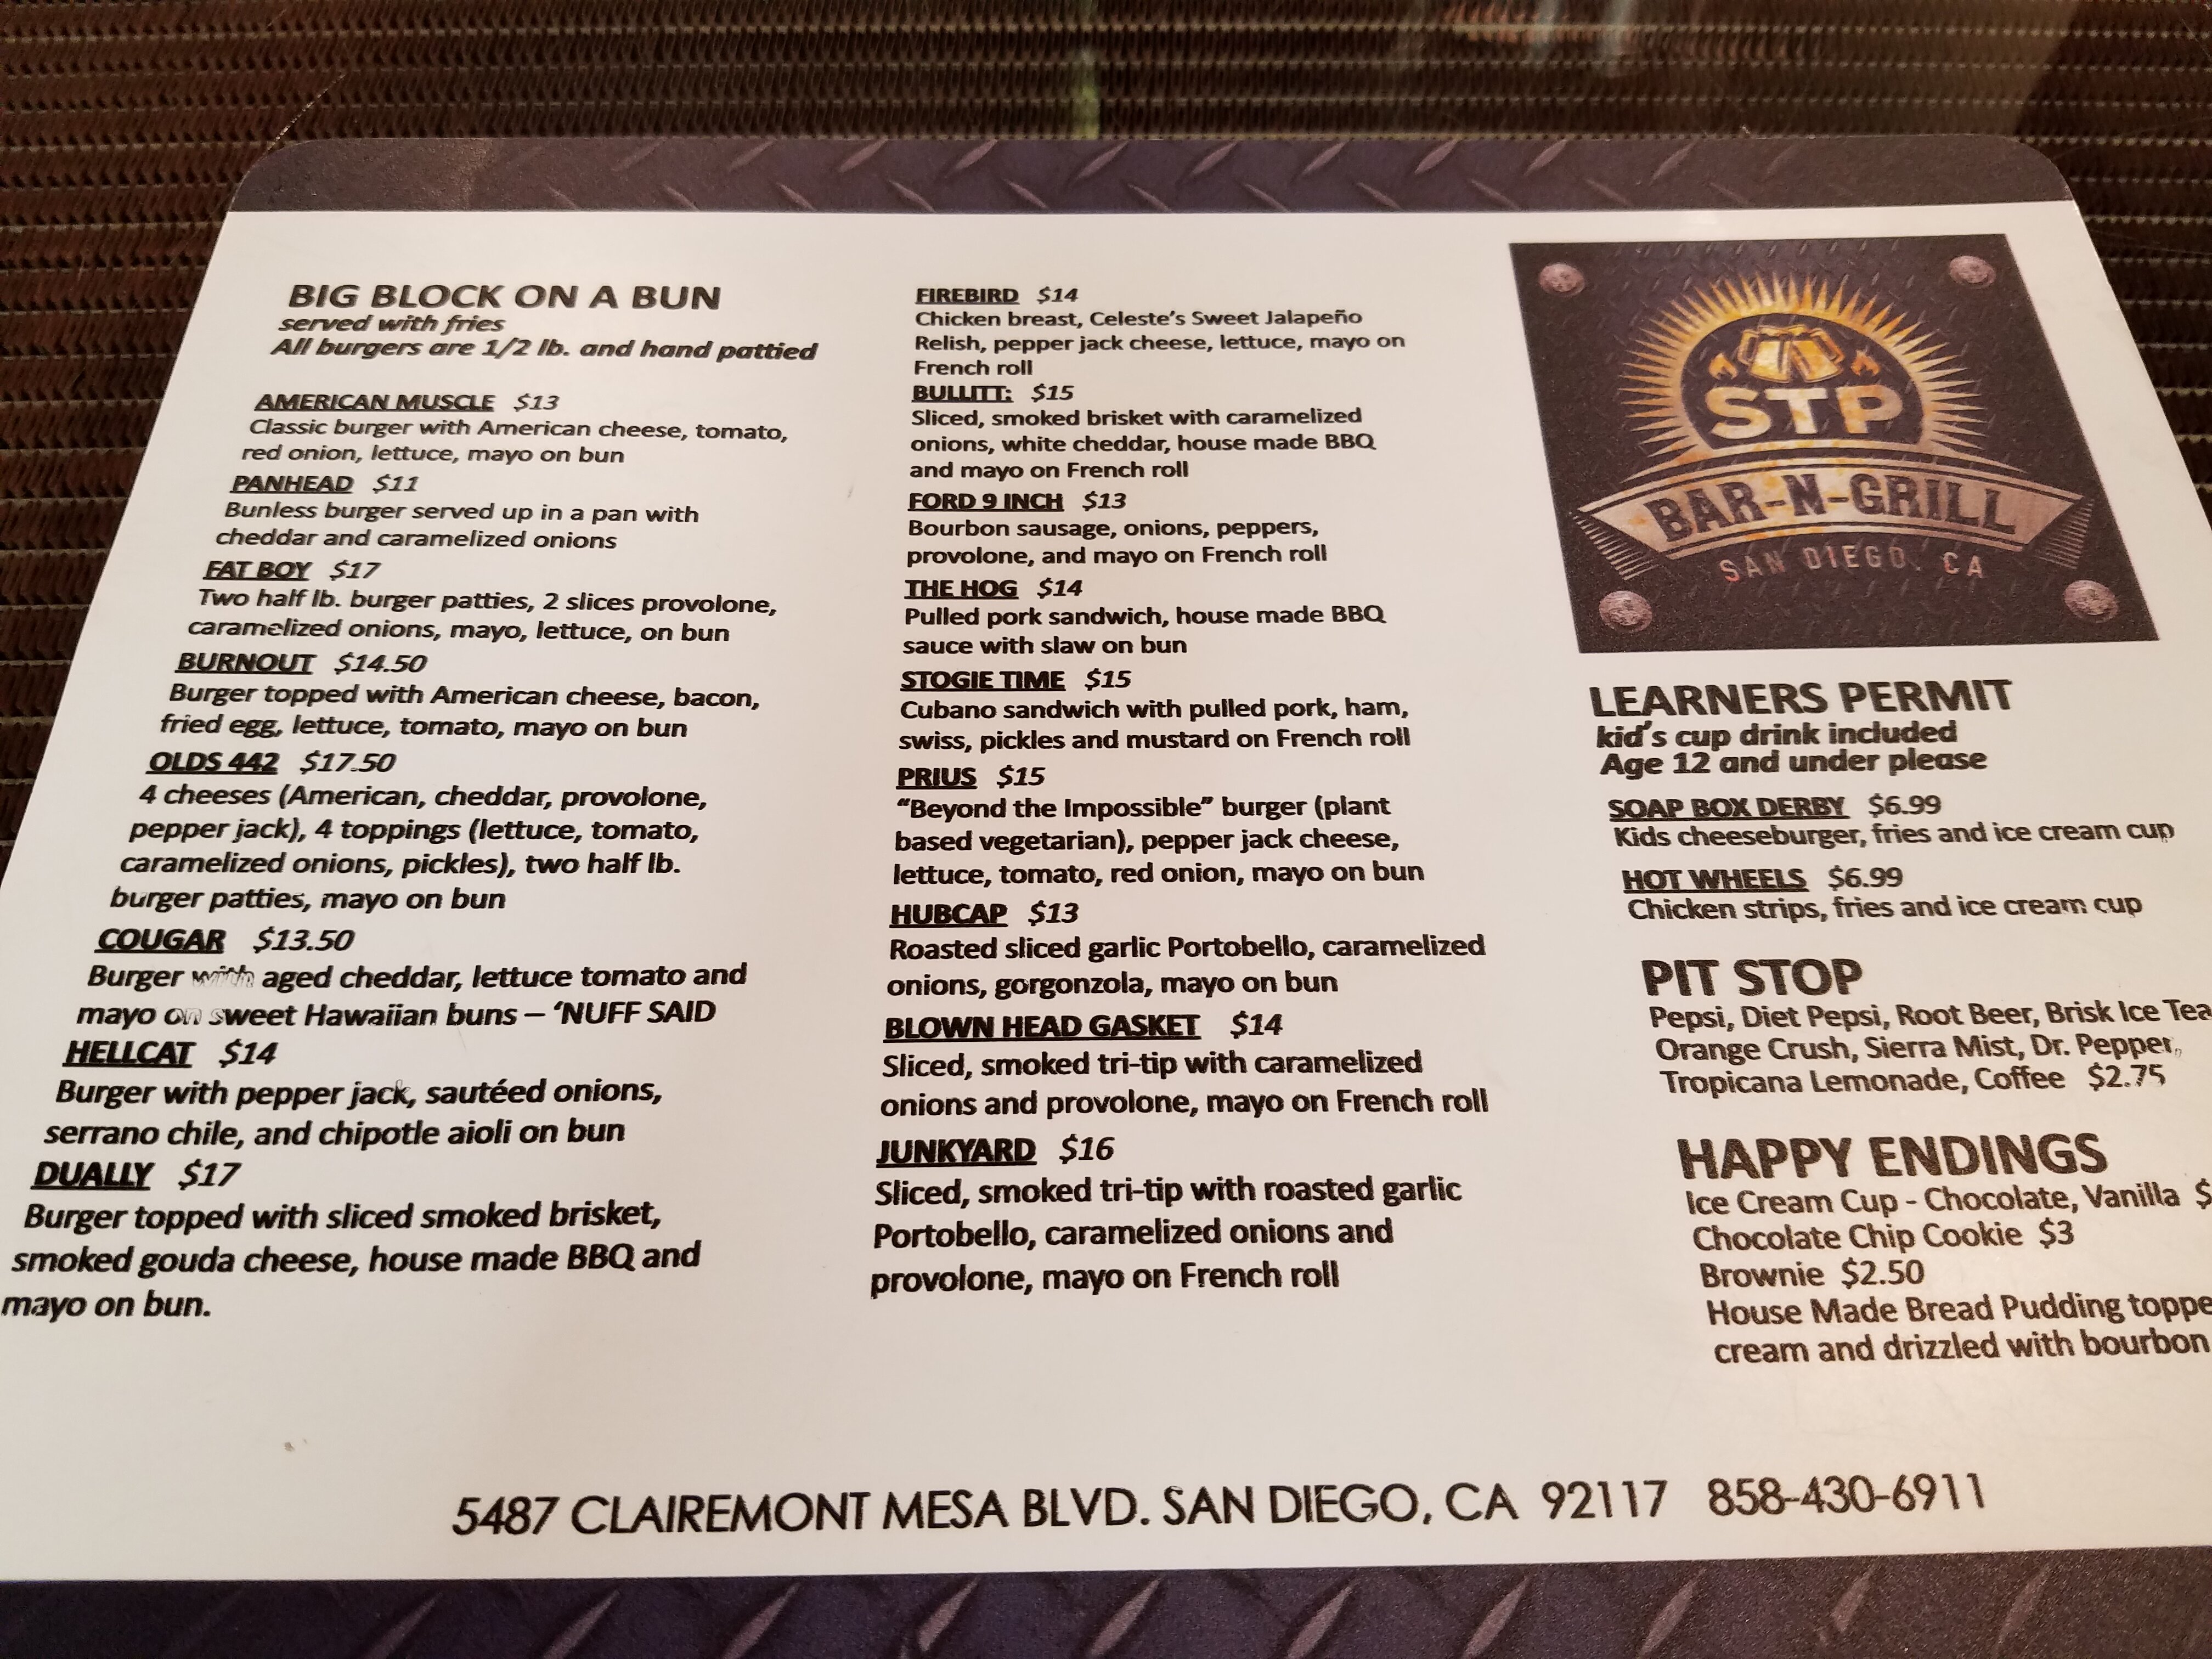 BIG BLOCK ON A BUN
served with fries
All burgers are 1/2 lb. and hand pattied
AMERICAN MUSCLE $13
Classic burger with American cheese, tomato,
red onion, lettuce, mayo on bun
PANHEAD $11
Bunless burger served up in a pan with
cheddar and caramelized onions
FAT BOY $17
Two half lb. burger patties, 2 slices provolone,
caramelized onions, mayo, lettuce, on bun
BURNOUT $14.50
Burger topped with American cheese, bacon,
fried egg, lettuce, tomato, mayo on bun
OLDS 442 $17.50
4 cheeses (American, cheddar, provolone,
pepper jack), 4 toppings (lettuce, tomato,
caramelized onions, pickles), two half lb.
burger patties, mayo on bun
COUGAR $13.50
Burger with aged cheddar, lettuce tomato and
mayo on sweet Hawaiian buns – ‘NUFF SAID
HELLCAT $14
Burger with pepper jack, sautéed onions,
serrano chile, and chipotle aioli on bun
DUALLY $17
Burger topped with sliced smoked brisket,
smoked gouda cheese, house made BBQ and
mayo on bun.
FIREBIRD $14
Chicken breast, Celeste’s Sweet Jalapeño
Relish, pepper jack cheese, lettuce, mayo on
French roll
BULLITT: $15
Sliced, smoked brisket with caramelized
onions, white cheddar, house made BBQ
and mayo on French roll
FORD 9 INCH $13
Bourbon sausage, onions, peppers,
provolone, and mayo on French roll
THE HOG $14
Pulled pork sandwich, house made BBQ
sauce with slaw on bun
STOGIE TIME $15
Cubano sandwich with pulled pork, ham,
swiss, pickles and mustard on French roll
PRIUS $15
“Beyond the Impossible” burger (plant
based vegetarian), pepper jack cheese,
lettuce, tomato, red onion, mayo on bun
HUBCAP $13
Roasted sliced garlic Portobello, caramelized
onions, gorgonzola, mayo on bun
BLOWN HEAD GASKET $14
Sliced, smoked tri-tip with caramelized
onions and provolone, mayo on French roll
JUNKYARD $16
Sliced, smoked tri-tip with roasted garlic
Portobello, caramelized onions and
provolone, mayo on French roll
STP
BAR-N-GRILL
SAN DIEGO, CA
LEARNERS PERMIT
kid’s cup drink included
Age 12 and under please
SOAP BOX DERBY $6.99
Kids cheeseburger, fries and ice cream cup
HOT WHEELS $6.99
Chicken strips, fries and ice cream cup
PIT STOP
Pepsi, Diet Pepsi, Root Beer, Brisk Ice Tea
Orange Crush, Sierra Mist, Dr. Pepper,
Tropicana Lemonade, Coffee $2.75
HAPPY ENDINGS
Ice Cream Cup - Chocolate, Vanilla $
Chocolate Chip Cookie $3
Brownie $2.50
House Made Bread Pudding
cream and drizzled with bourbon
5487 CLAIREMONT MESA BLVD. SAN DIEGO, CA 92117 858-430-6911